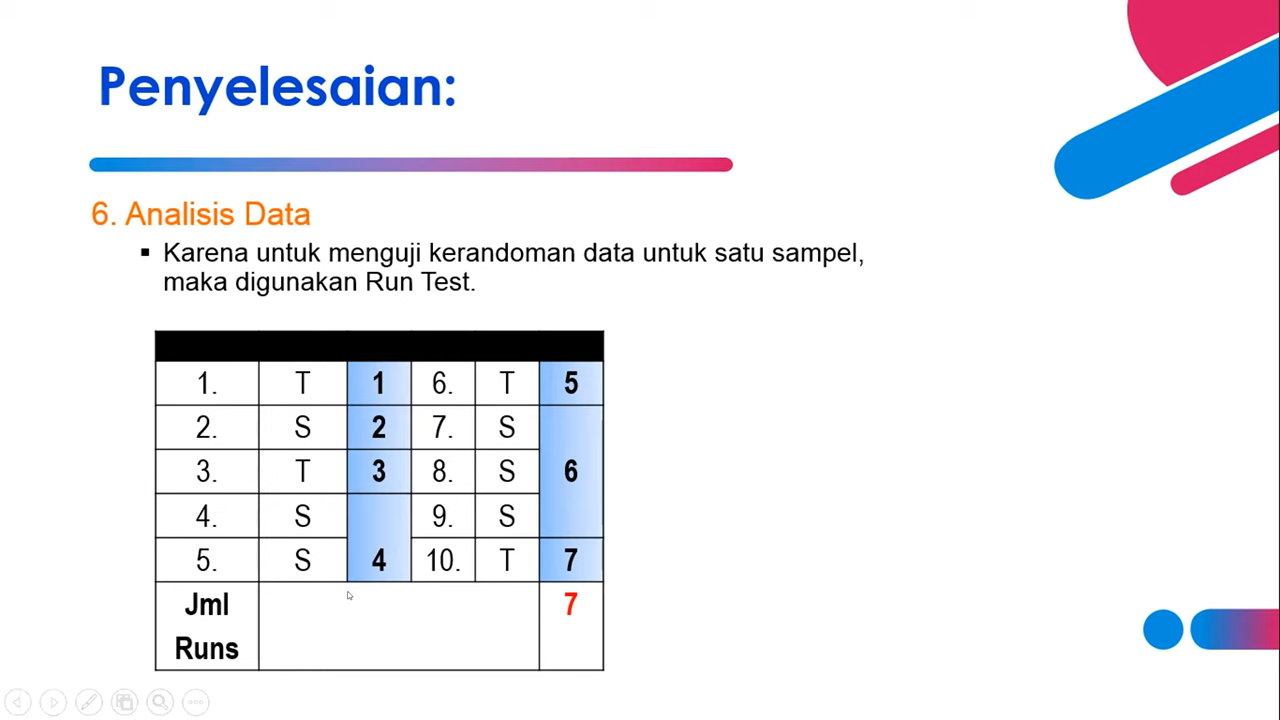 Penyelesaian:
6. Analisis Data
▪ Karena untuk menguji kerandoman data untuk satu sampel,
maka digunakan Run Test.
1. T 1 6. T 5
2. S 2 7. S
3. T 3 8. S 6
4. S 9. S
5. S 4 10. T 7
Jml 7
Runs